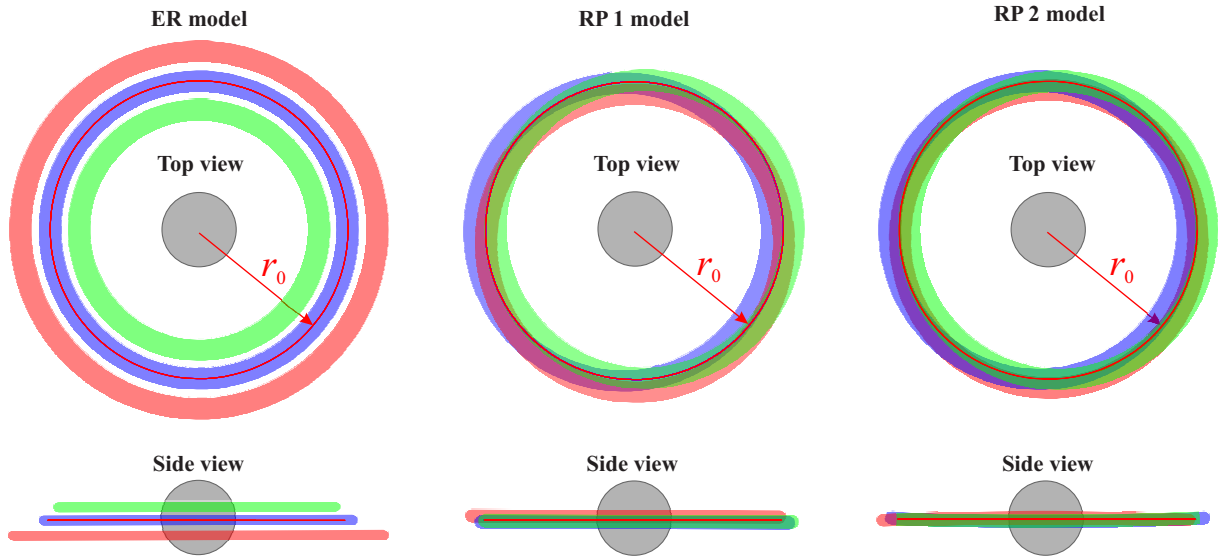 ER model
RP 1 model
RP 2 model
Top view
Top view
Top view
r0
r0
r0
Side view
Side view
Side view